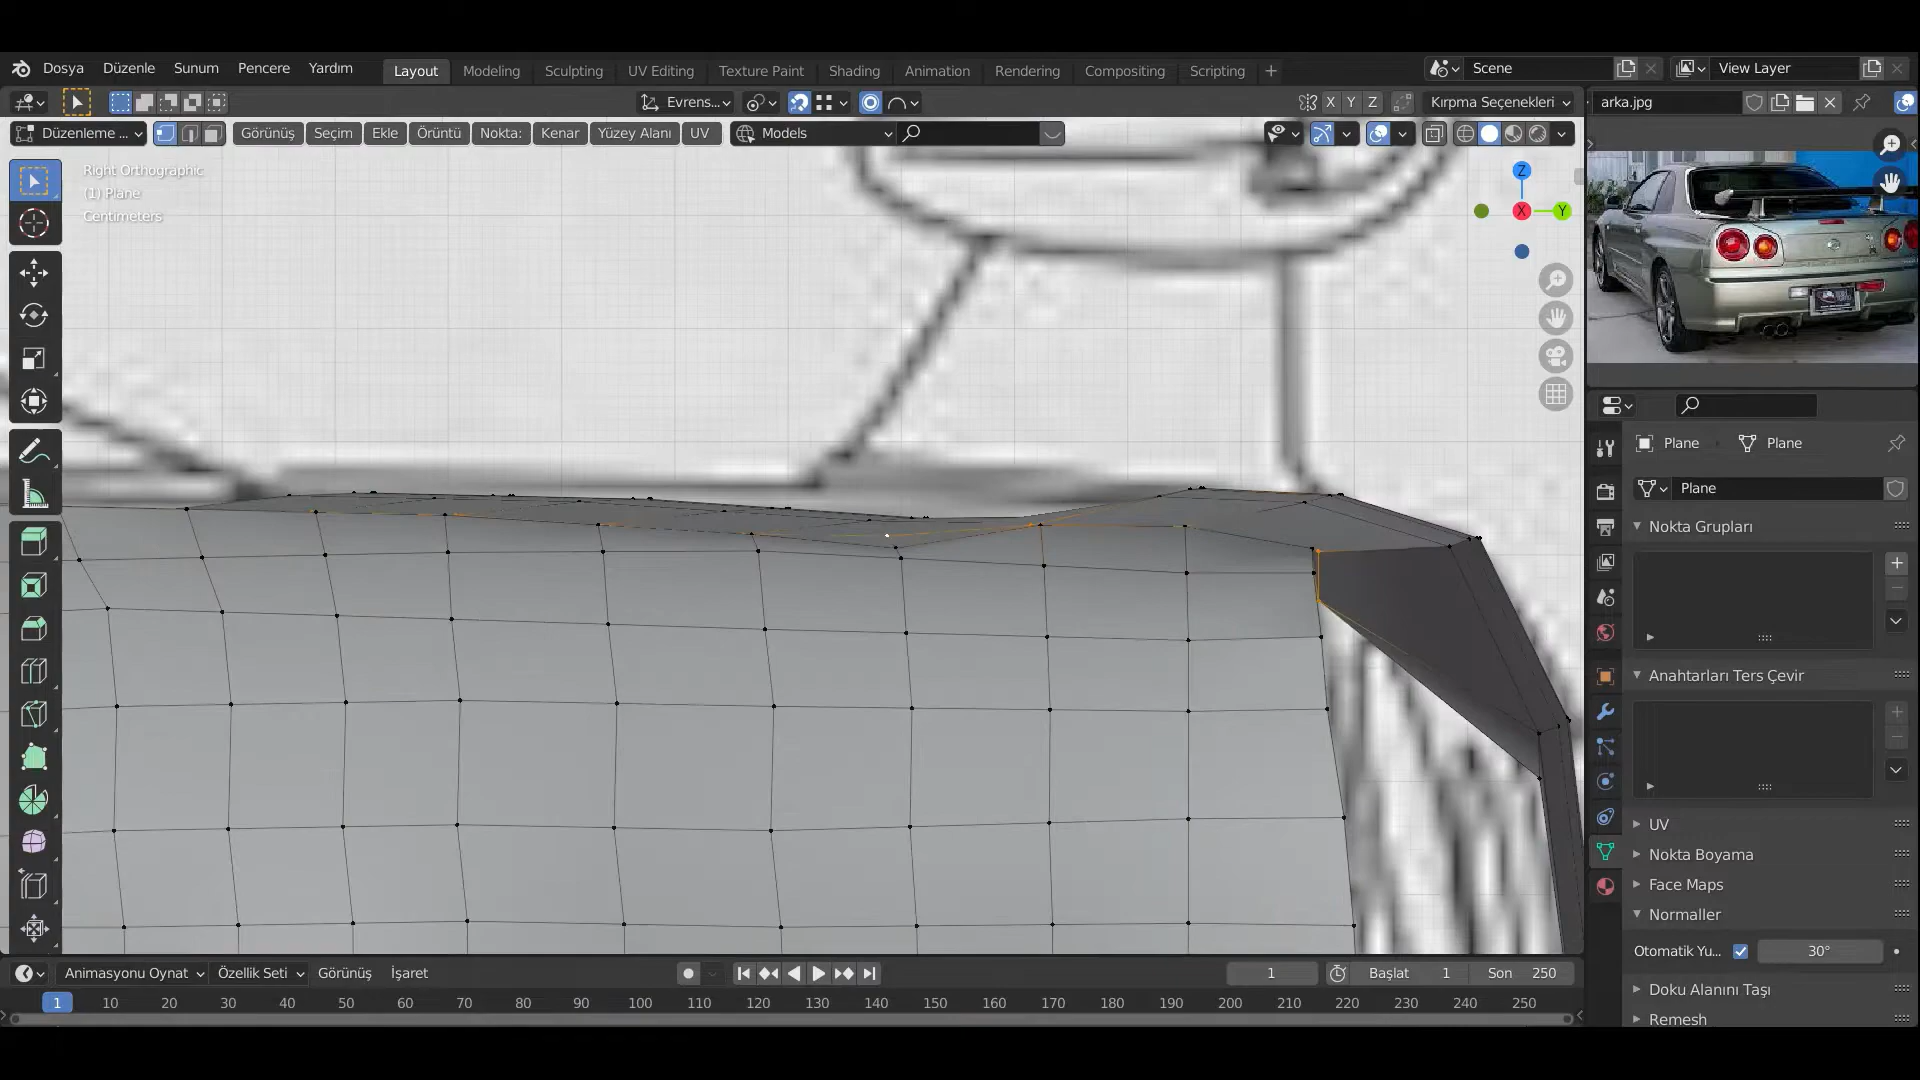 Dosya Düzenle Sunum Pencere Yardım Layout Modeling Sculpting UV Editing Texture Paint Shading Animation Rendering Compositing Scripting + Scene View Layer
Evrens... X Y Z Kırpma Seçenekleri arka.jpg
Düzenleme ... Görünüş Seçim Ekle Örüntü Nokta: Kenar Yüzey Alanı UV Models
Right Orthographic
(1) Plane
Centimeters
Z
X Y
Plane Plane
Plane
Nokta Grupları
Anahtarları Ters Çevir
UV
Nokta Boyama
Face Maps
Normaller
Otomatik Yu... 30°
Doku Alanını Taşı
Remesh
Animasyonu Oynat Özellik Seti Görünüş İşaret 1 Başlat 1 Son 250
1 10 20 30 40 50 60 70 80 90 100 110 120 130 140 150 160 170 180 190 200 210 220 230 240 250